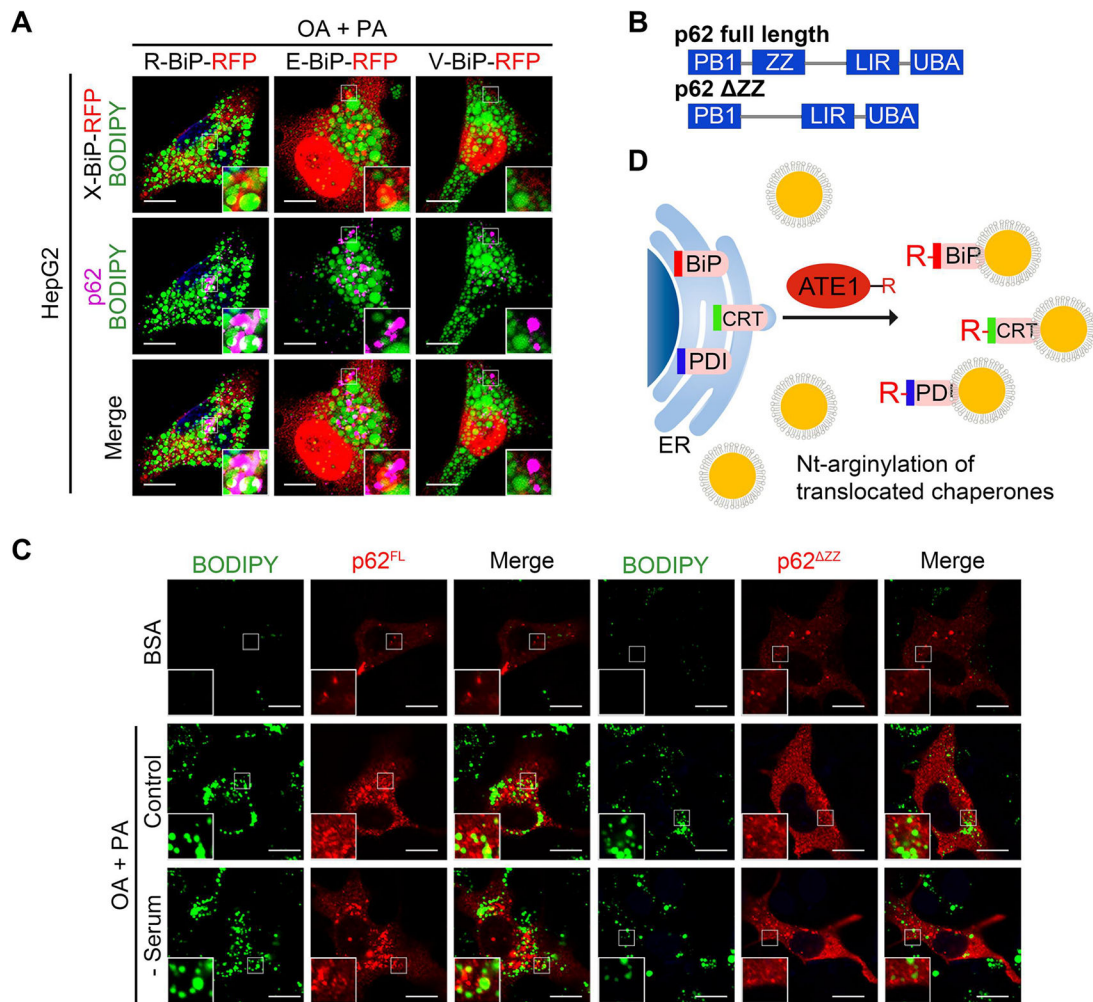 A
OA + PA
R-BiP-RFP E-BiP-RFP V-BiP-RFP
HepG2
X-BiP-RFP
BODIPY
p62
BODIPY
Merge
B
p62 full length
PB1 ZZ LIR UBA
p62 ΔZZ
PB1 LIR UBA
D
BiP
CRT
PDI
ER
ATE1 R
R- BiP
R- CRT
R- PDI
Nt-arginylation of
translocated chaperones
C
BODIPY p62FL Merge BODIPY p62ΔZZ Merge
BSA
OA + PA
Control
- Serum